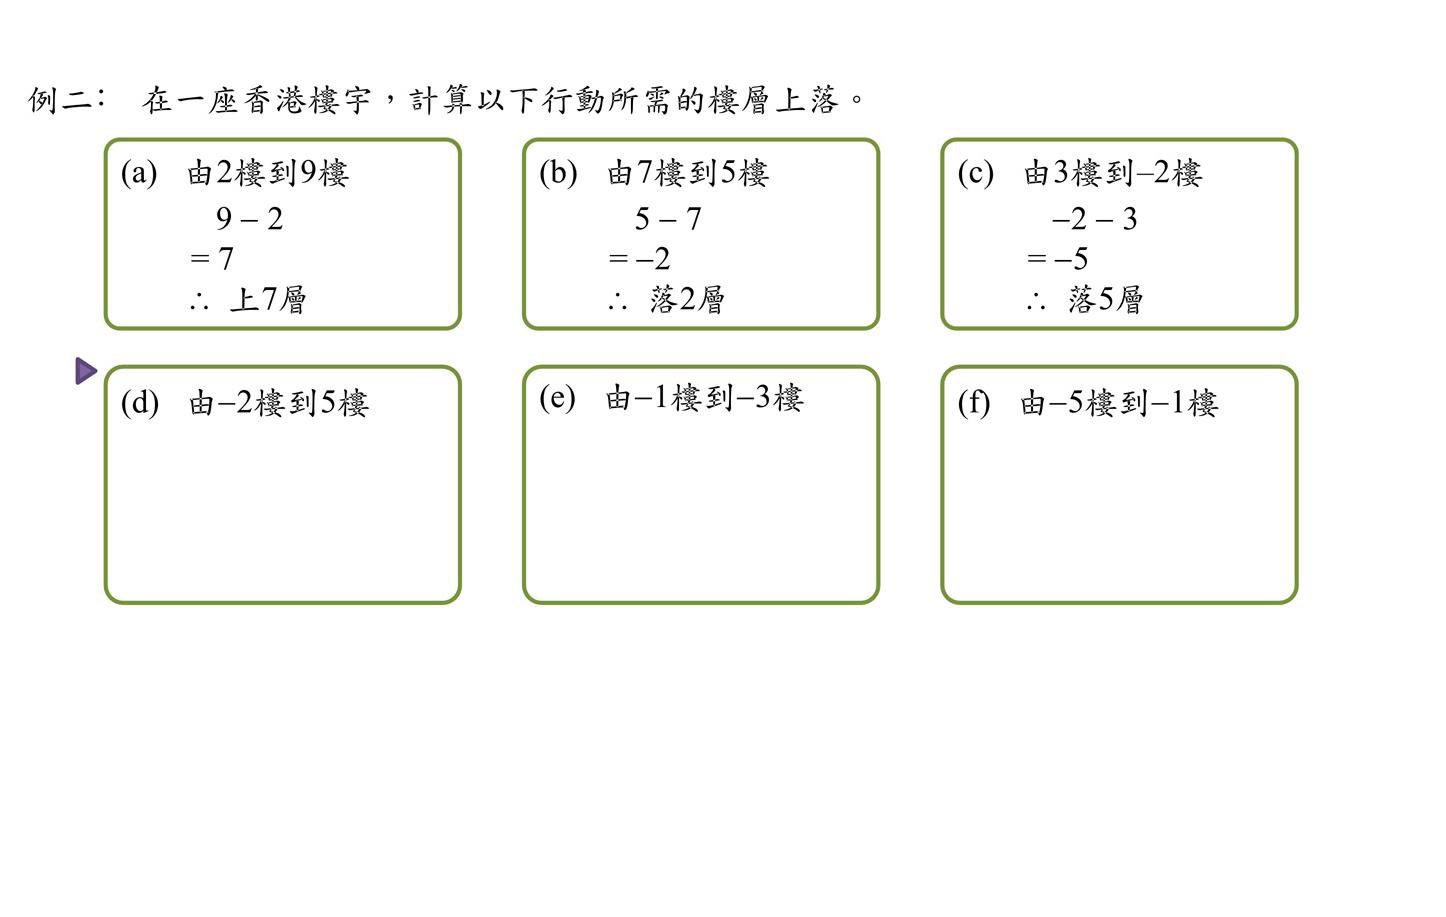 例二： 在一座香港樓宇，計算以下行動所需的樓層上落。
(a) 由2樓到9樓
9 – 2
= 7
∴ 上7層
(b) 由7樓到5樓
5 – 7
= –2
∴ 落2層
(c) 由3樓到–2樓
–2 – 3
= –5
∴ 落5層
(d) 由–2樓到5樓
(e) 由–1樓到–3樓
(f) 由–5樓到–1樓